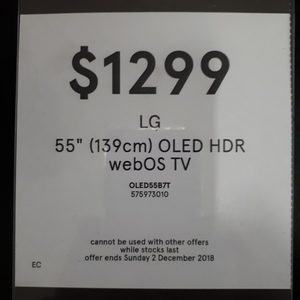 $1299
LG
55" (139cm) OLED HDR
webOS TV
OLED55B7T
575973010
cannot be used with other offers
while stocks last
offer ends Sunday 2 December 2018
EC